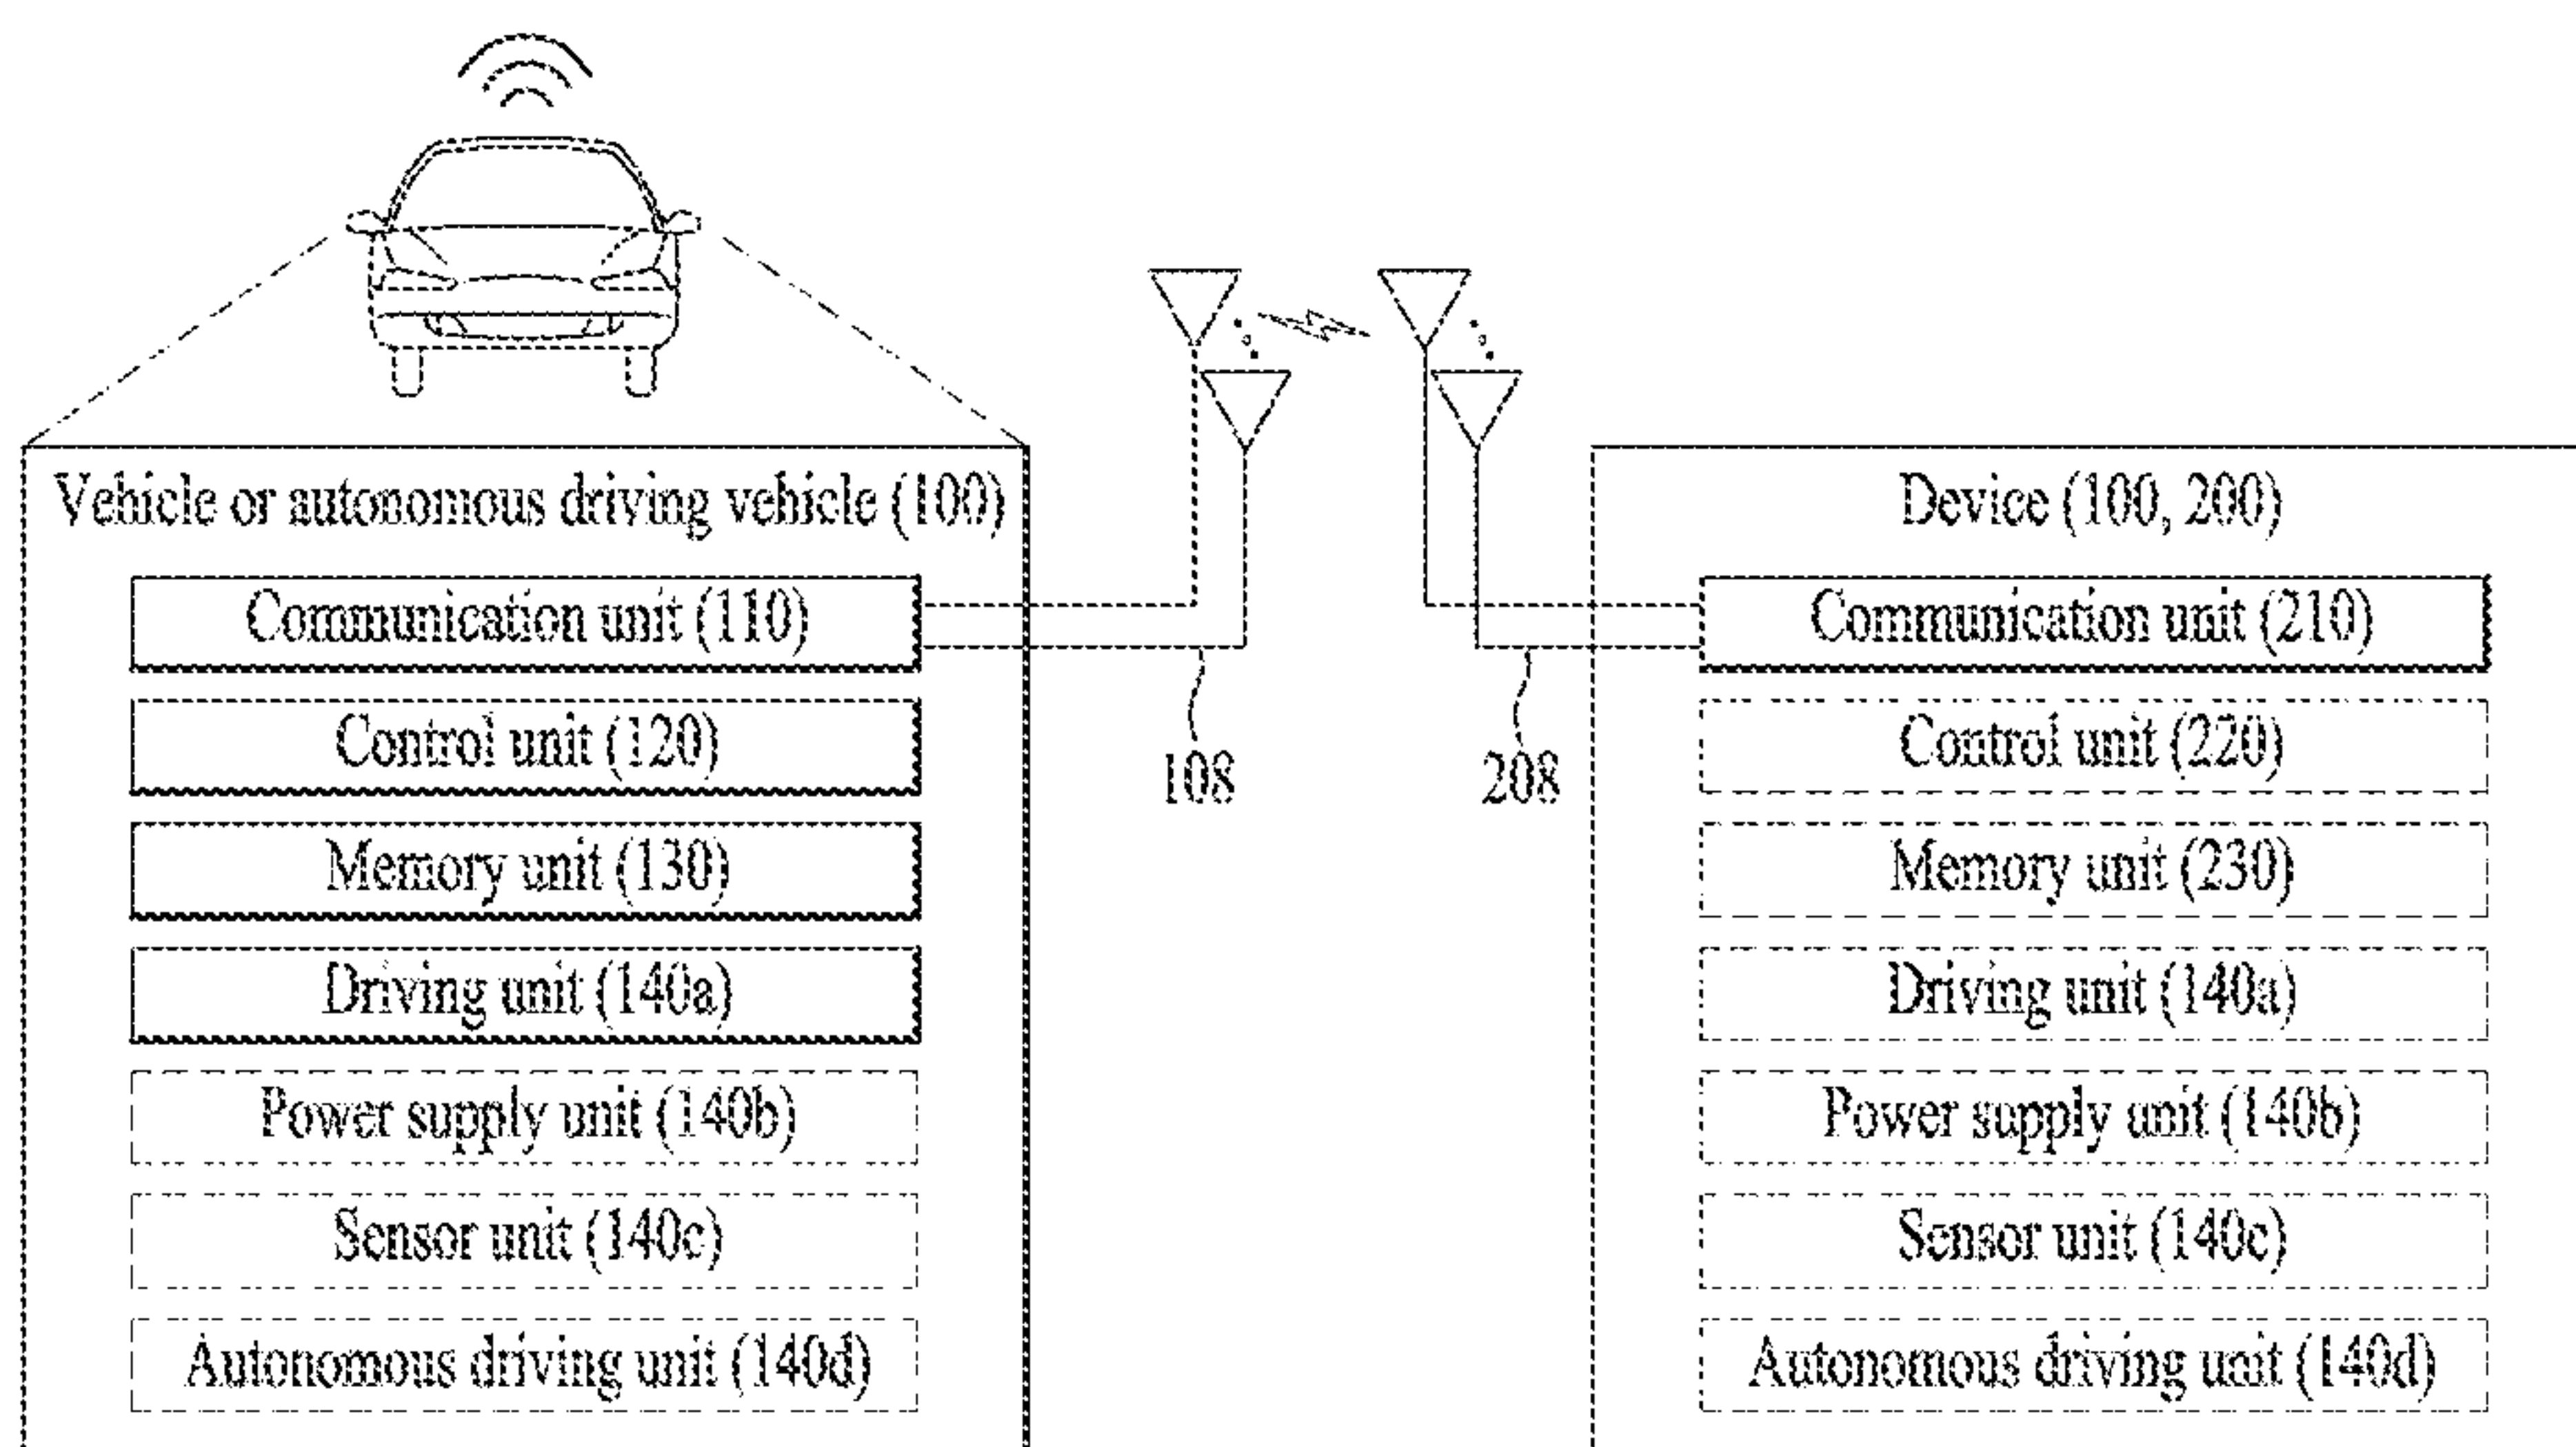 Vehicle or autonomous driving vehicle (100)
Communication unit (110)
Control unit (120)
Memory unit (130)
Driving unit (140a)
Power supply unit (140b)
Sensor unit (140c)
Autonomous driving unit (140d)
108
208
Device (100, 200)
Communication unit (210)
Control unit (220)
Memory unit (230)
Driving unit (140a)
Power supply unit (140b)
Sensor unit (140c)
Autonomous driving unit (140d)